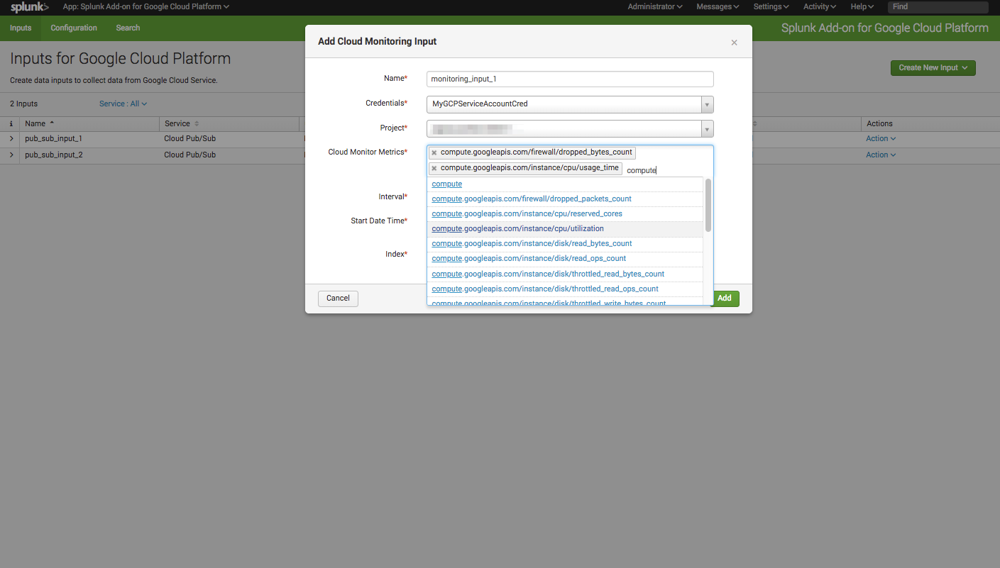 splunk> App: Splunk Add-on for Google Cloud Platform Administrator Messages Settings Activity Help Find
Inputs Configuration Search Splunk Add-on for Google Cloud Platform
Inputs for Google Cloud Platform
Create New Input
Create data inputs to collect data from Google Cloud Service.
2 Inputs Service : All
i Name Service Actions
pub_sub_input_1 Cloud Pub/Sub Action
pub_sub_input_2 Cloud Pub/Sub Action
Add Cloud Monitoring Input ×
Name* monitoring_input_1
Credentials* MyGCPServiceAccountCred
Project*
Cloud Monitor Metrics* compute.googleapis.com/firewall/dropped_bytes_count
compute.googleapis.com/instance/cpu/usage_time compute
compute
Interval* compute.googleapis.com/firewall/dropped_packets_count
compute.googleapis.com/instance/cpu/reserved_cores
Start Date Time* compute.googleapis.com/instance/cpu/utilization
compute.googleapis.com/instance/disk/read_bytes_count
Index* compute.googleapis.com/instance/disk/read_ops_count
compute.googleapis.com/instance/disk/throttled_read_bytes_count
compute.googleapis.com/instance/disk/throttled_read_ops_count
compute.googleapis.com/instance/disk/throttled_write_bytes_count
Cancel Add